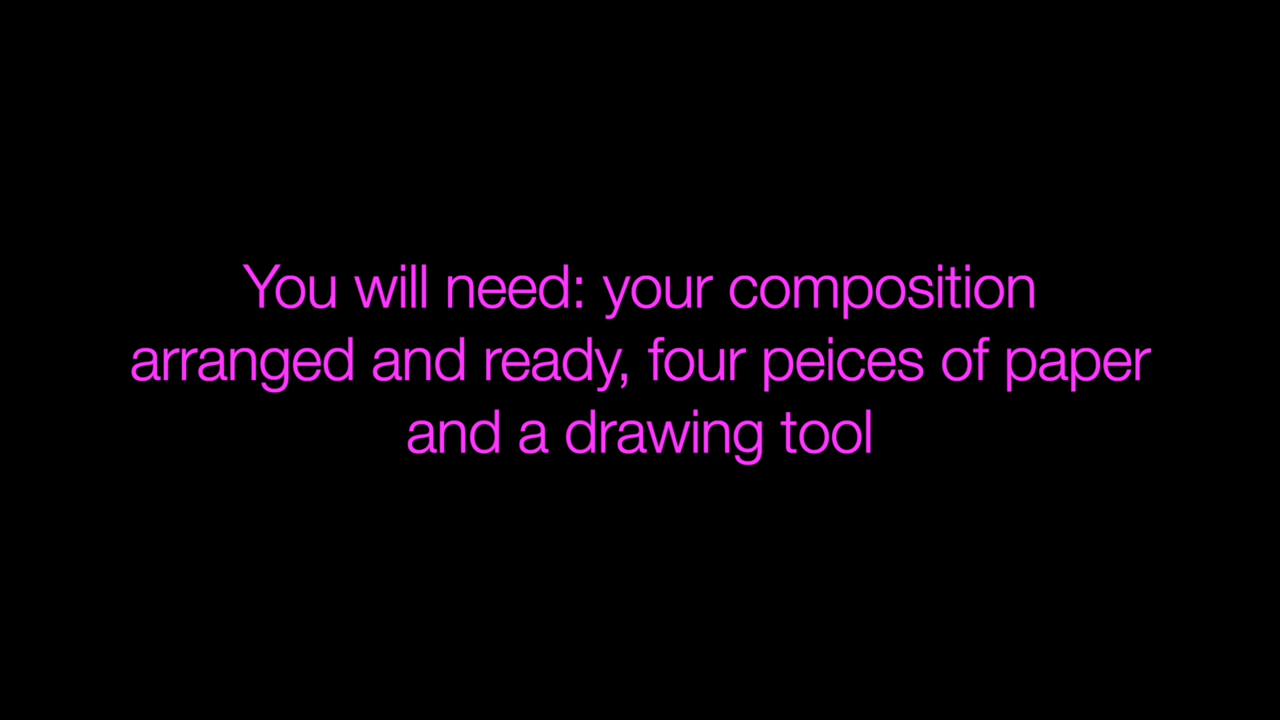 You will need: your composition
arranged and ready, four peices of paper
and a drawing tool